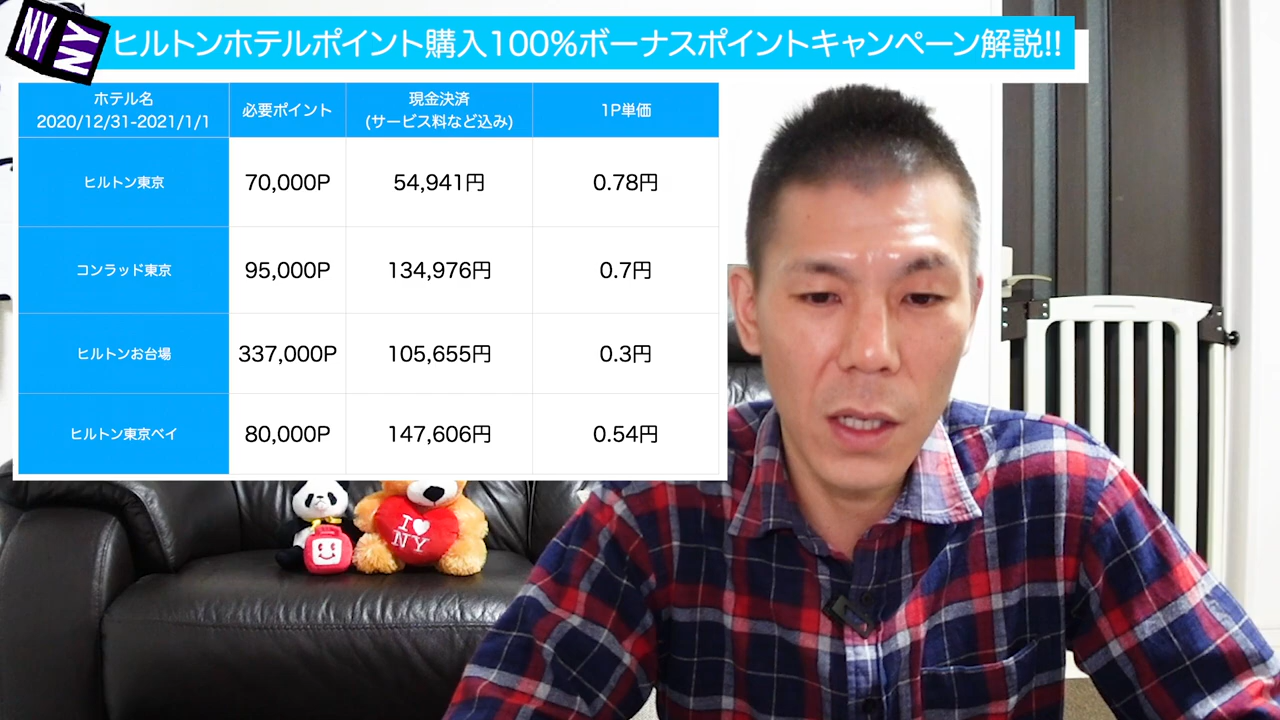 NY NY
ヒルトンホテルポイント購入100%ボーナスポイントキャンペーン解説!!
ホテル名
2020/12/31-2021/1/1
必要ポイント
現金決済
(サービス料など込み)
1P単価
ヒルトン東京 70,000P 54,941円 0.78円
コンラッド東京 95,000P 134,976円 0.7円
ヒルトンお台場 337,000P 105,655円 0.3円
ヒルトン東京ベイ 80,000P 147,606円 0.54円
I♥
NY